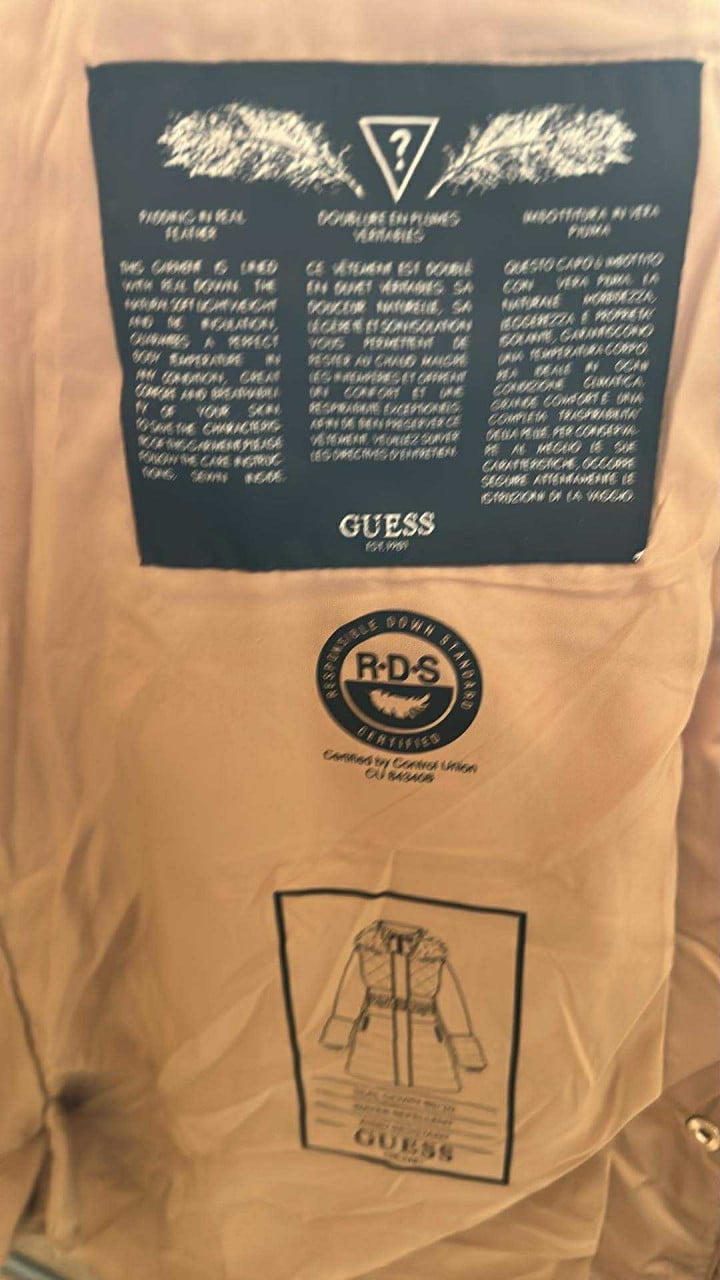 ?
PADDING IN REAL
FEATHER
THIS GARMENT IS LINED
WITH REAL DOWN. THE
NATURAL SOFT LIGHTWEIGHT
AND INSULATION,
A PERFECT
BODY TEMPERATURE IN
ANY CONDITION, GREAT
COMFORT AND BREATHABILI
TY OF YOUR SKIN.
TO SAVE THE CHARACTERIS
OF THIS GARMENT PLEASE
FOLLOW THE CARE INSTRUC
TIONS, SEWN INSIDE.
DOUBLURE EN PLUMES
VERITABLES
CE VÊTEMENT EST DOUBLÉ
EN DUVET VÉRITABLES. SA
DOUCEUR NATURELLE, SA
LÉGÈRETÉ ET SON ISOLATION
VOUS PERMETTENT DE
RESTER AU CHAUD MALGRÉ
LES INTEMPÉRIES ET OFFRENT
UN CONFORT ET UNE
RESPIRABILITÉ EXCEPTIONNELS.
AFIN DE BIEN PRÉSERVER CE
VÊTEMENT, VEUILLEZ SUIVRE
LES DIRECTIVES D'ENTRETIEN.
IMBOTTITURA IN VERA
PIUMA
QUESTO CAPO È IMBOTTITO
CON VERA PIUMA. LA
NATURALE MORBIDEZZA,
LEGGEREZZA E PROPRIETA'
ISOLANTE, GARANTISCONO
UNA TEMPERATURA CORPO
REA IDEALE IN OGNI
CONDIZIONE CLIMATICA.
GRANDE COMFORT E UNA
COMPLETA TRASPIRABILITA'
DELLA PELLE. PER CONSERVA
RE AL MEGLIO LE SUE
CARATTERISTICHE, OCCORRE
SEGUIRE ATTENTAMENTE LE
ISTRUZIONI DI LAVAGGIO.
GUESS
EST. 1981
RESPONSIBLE DOWN STANDARD
R·D·S
CERTIFIED
Certified by Control Union
CU 843408
REAL DOWN
WATER REPELLENT
GUESS